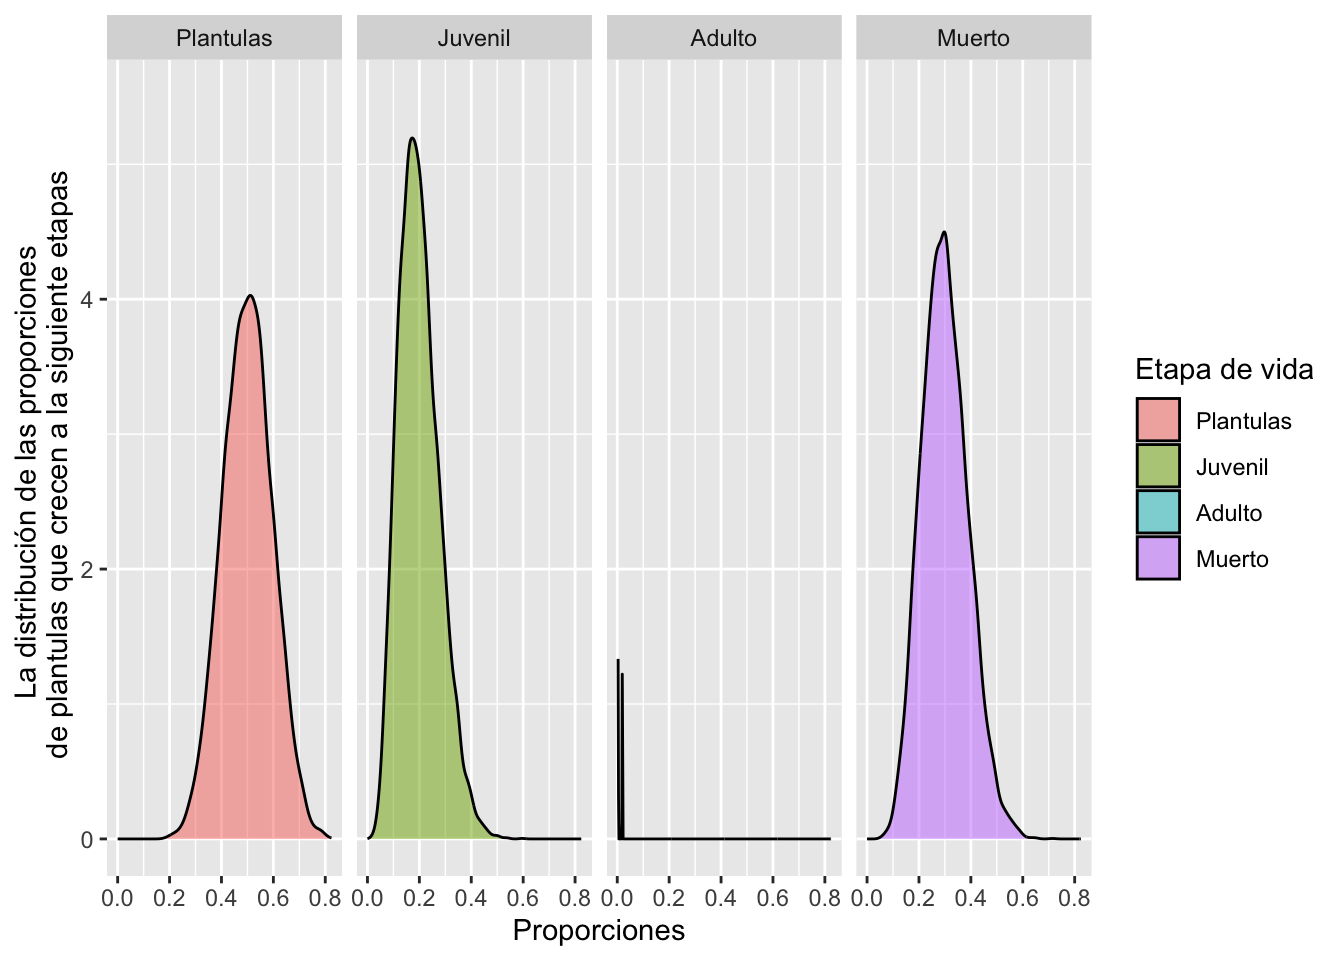 Plantulas
Juvenil
Adulto
Muerto
La distribución de las proporciones
de plantulas que crecen a la siguiente etapas
4
2
0
0.0 0.2 0.4 0.6 0.8
0.0 0.2 0.4 0.6 0.8
0.0 0.2 0.4 0.6 0.8
0.0 0.2 0.4 0.6 0.8
Proporciones
Etapa de vida
Plantulas
Juvenil
Adulto
Muerto